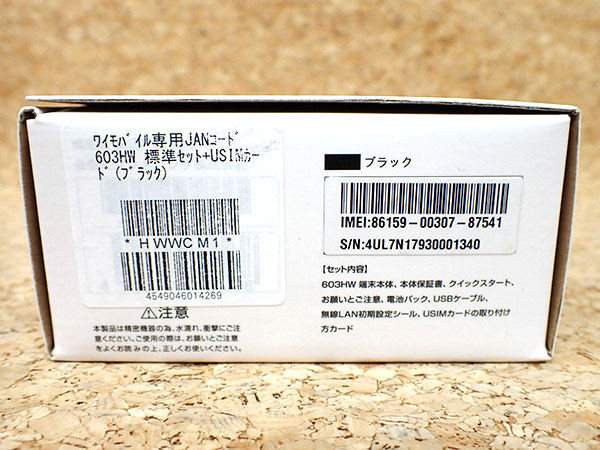 ワイモバイル専用JANコード
603HW 標準セット+USIMカー
ド(ブラック)
* HWWCM1*
4549046014269
⚠注意
本製品は精密機器の為、水濡れ、衝撃にご注
意ください。ご使用の際は、お願いとご注意
をよくお読みの上、正しくお使いください。
ブラック
IMEI:86159-00307-87541
S/N:4UL7N17930001340
【セット内容】
603HW 端末本体、本体保証書、クイックスタート、
お願いとご注意、電池パック、USBケーブル、
無線LAN初期設定シール、USIMカードの取り付け
方カード